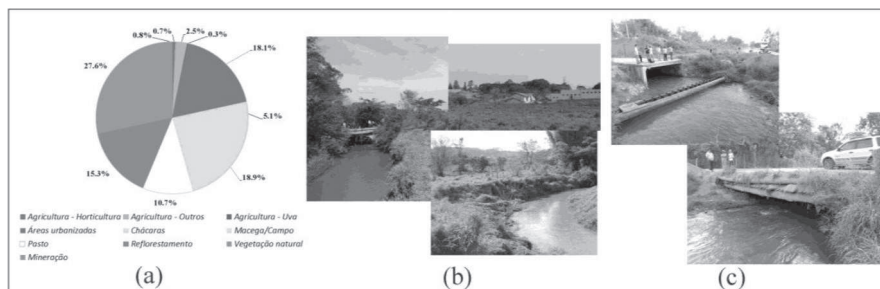 0.7%
0.8%
2.5%
0.3%
27.6%
18.1%
5.1%
15.3%
18.9%
10.7%
Agricultura - Horticultura Agricultura - Outros Agricultura - Uva
Áreas urbanizadas Chácaras Macega/Campo
Pasto Reflorestamento Vegetação natural
Mineração
(a) (b) (c)